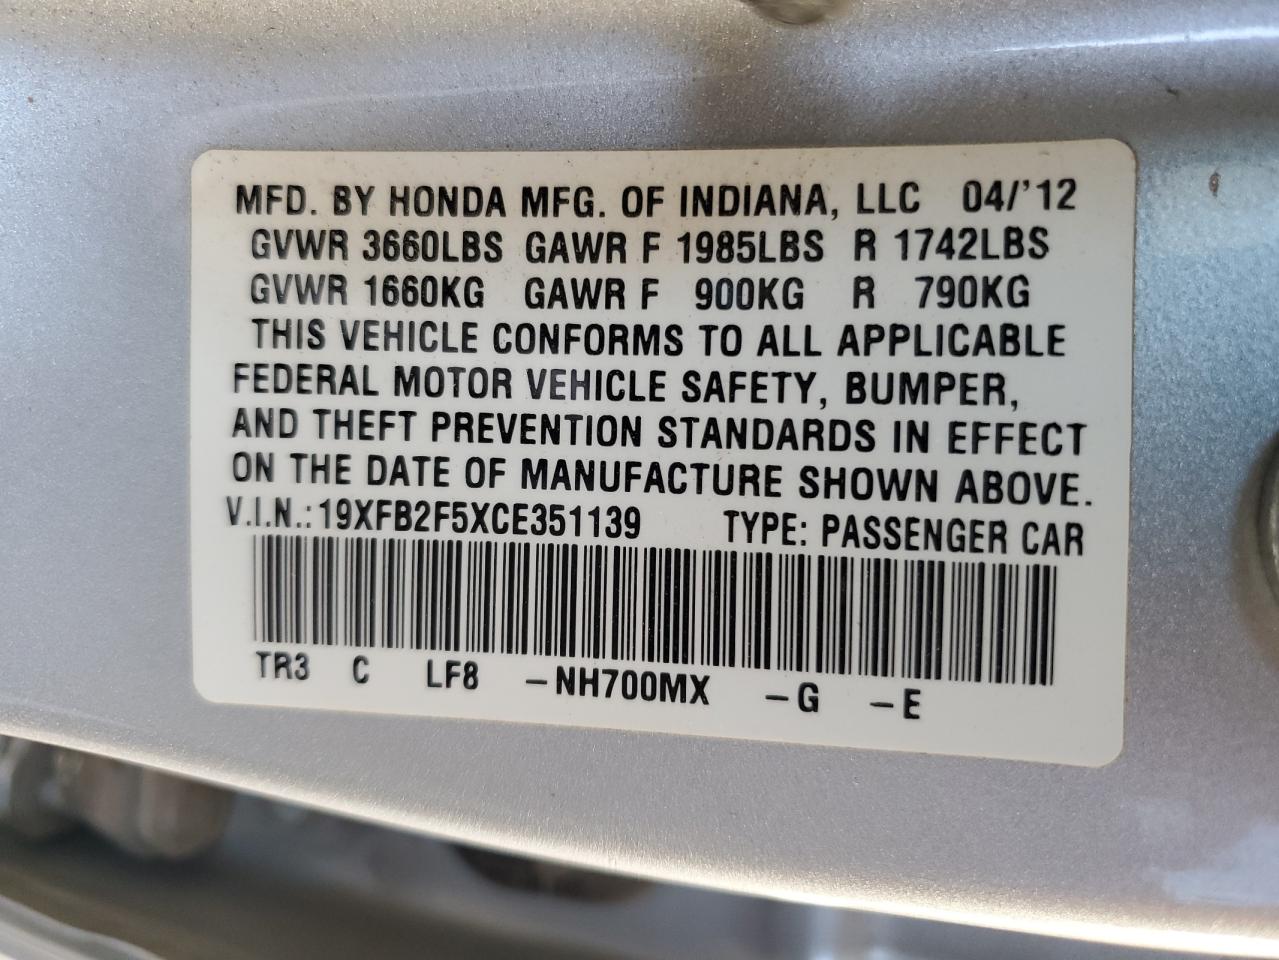 MFD. BY HONDA MFG. OF INDIANA, LLC 04/'12
GVWR 3660LBS GAWR F 1985LBS R 1742LBS
GVWR 1660KG GAWR F 900KG R 790KG
THIS VEHICLE CONFORMS TO ALL APPLICABLE
FEDERAL MOTOR VEHICLE SAFETY, BUMPER,
AND THEFT PREVENTION STANDARDS IN EFFECT
ON THE DATE OF MANUFACTURE SHOWN ABOVE.
V.I.N.: 19XFB2F5XCE351139 TYPE: PASSENGER CAR
TR3 C LF8 -NH700MX -G -E